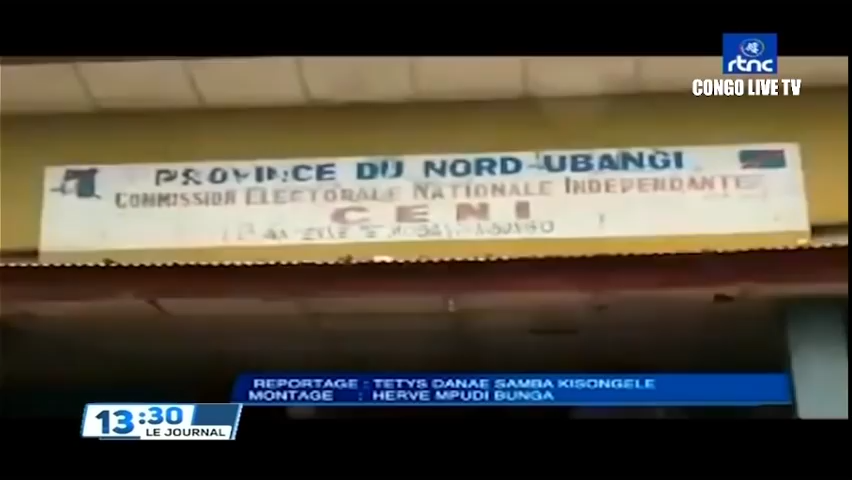 rtnc
CONGO LIVE TV
PROVINCE DU NORD-UBANGI
COMMISSION ELECTORALE NATIONALE INDEPENDANTE
CENI
REPORTAGE : TETYS DANAE SAMBA KISONGELE
MONTAGE : HERVE MPUDI BUNGA
13:30
LE JOURNAL